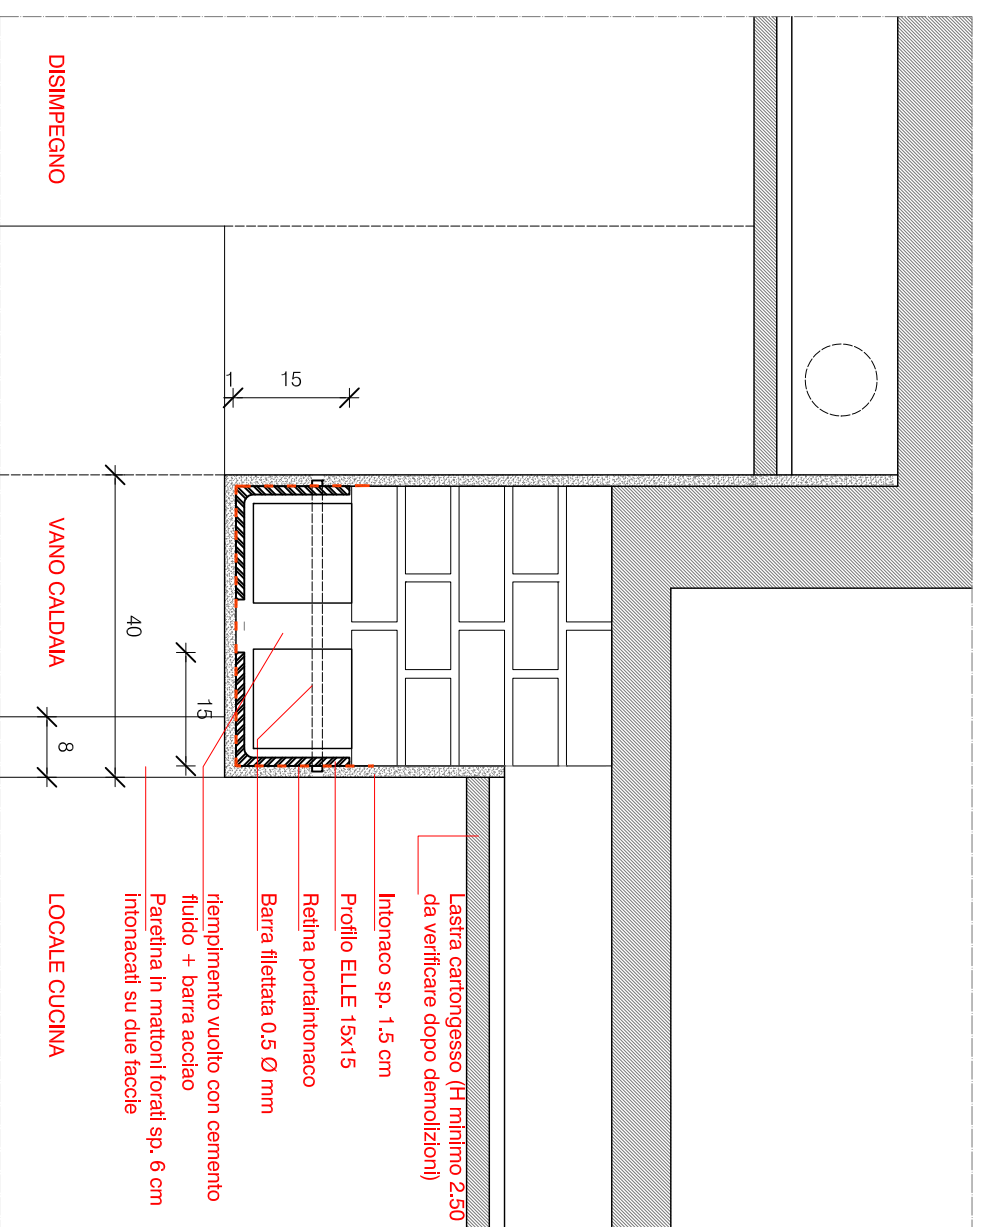 DISIMPEGNO
VANO CALDAIA
LOCALE CUCINA
1
15
40
15
8
Lastra cartongesso (H minimo 2.50
da verificare dopo demolizioni)
Intonaco sp. 1.5 cm
Profilo ELLE 15x15
Retina portaintonaco
Barra filettata 0.5 Ø mm
riempimento vuolto con cemento
fluido + barra acciao
Paretina in mattoni forati sp. 6 cm
intonacati su due faccie